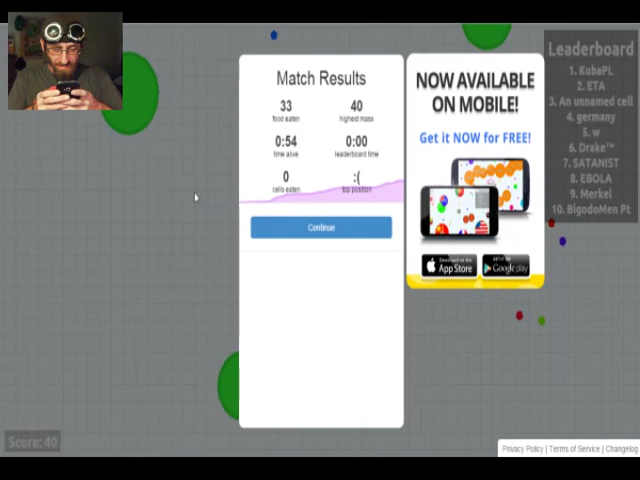 Match Results
33
food eaten
40
highest mass
0:54
time alive
0:00
leaderboard time
0
cells eaten
:(
top position
Continue
NOW AVAILABLE
ON MOBILE!
Get it NOW for FREE!
App Store
Google play
Leaderboard
1. KubaPL
2. ETA
3. An unnamed cell
4. germany
5. w
6. Drake™
7. SATANIST
8. EBOLA
9. Merkel
10. BigodoMen Pt
Score: 40
Privacy Policy | Terms of Service | Changelog